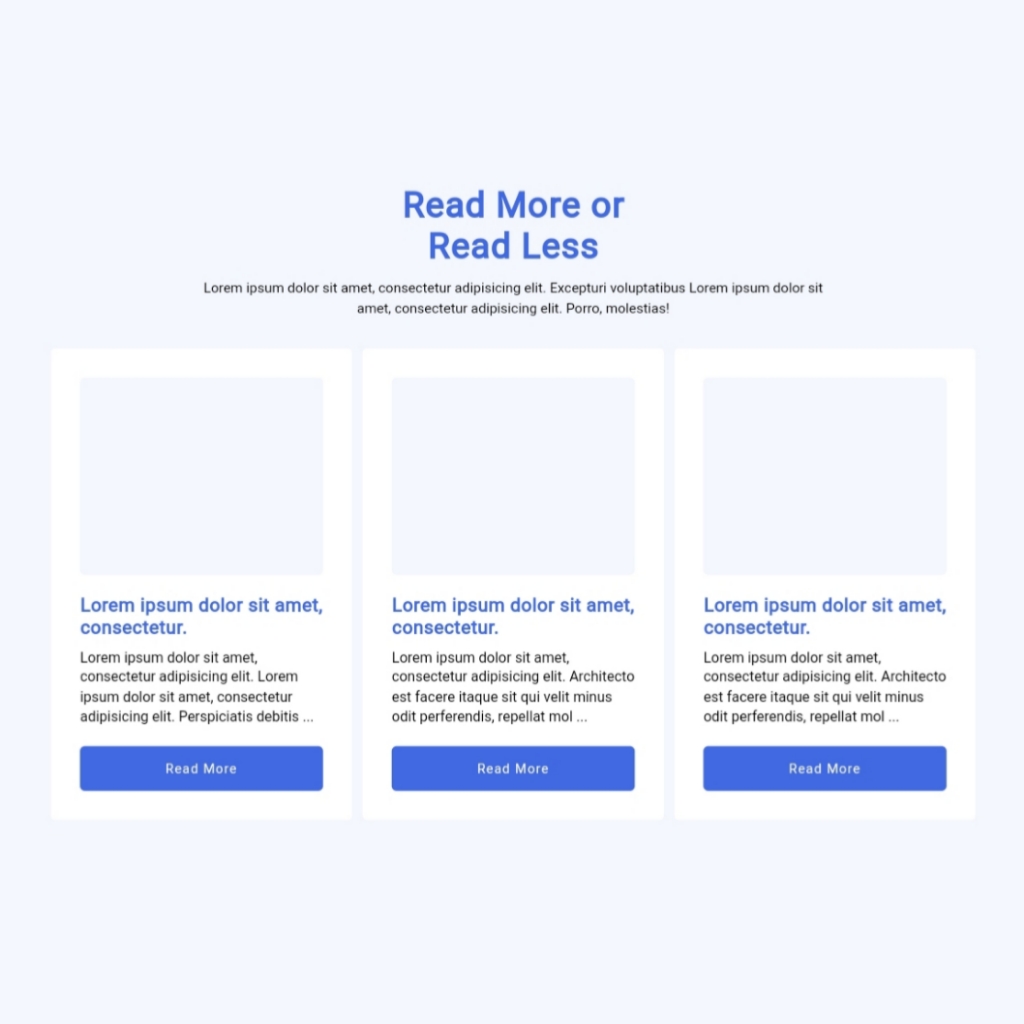 Read More or
Read Less
Lorem ipsum dolor sit amet, consectetur adipisicing elit. Excepturi voluptatibus Lorem ipsum dolor sit
amet, consectetur adipisicing elit. Porro, molestias!
Lorem ipsum dolor sit amet,
consectetur.
Lorem ipsum dolor sit amet,
consectetur adipisicing elit. Lorem
ipsum dolor sit amet, consectetur
adipisicing elit. Perspiciatis debitis ...
Read More
Lorem ipsum dolor sit amet,
consectetur.
Lorem ipsum dolor sit amet,
consectetur adipisicing elit. Architecto
est facere itaque sit qui velit minus
odit perferendis, repellat mol ...
Read More
Lorem ipsum dolor sit amet,
consectetur.
Lorem ipsum dolor sit amet,
consectetur adipisicing elit. Architecto
est facere itaque sit qui velit minus
odit perferendis, repellat mol ...
Read More